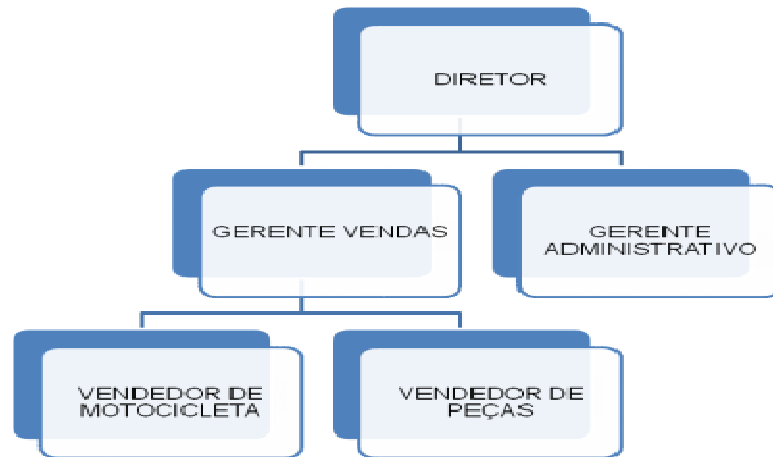 DIRETOR
GERENTE VENDAS
GERENTE
ADMINISTRATIVO
VENDEDOR DE
MOTOCICLETA
VENDEDOR DE
PEÇAS